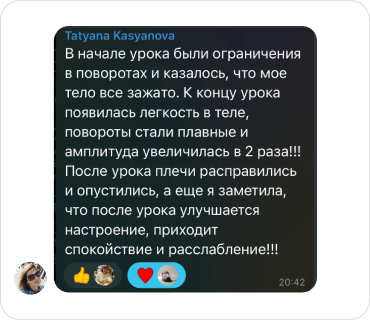 Tatyana Kasyanova
В начале урока были ограничения
в поворотах и казалось, что мое
тело все зажато. К концу урока
появилась легкость в теле,
повороты стали плавные и
амплитуда увеличилась в 2 раза!!!
После урока плечи расправились
и опустились, а еще я заметила,
что после урока улучшается
настроение, приходит
спокойствие и расслабление!!!
20:42